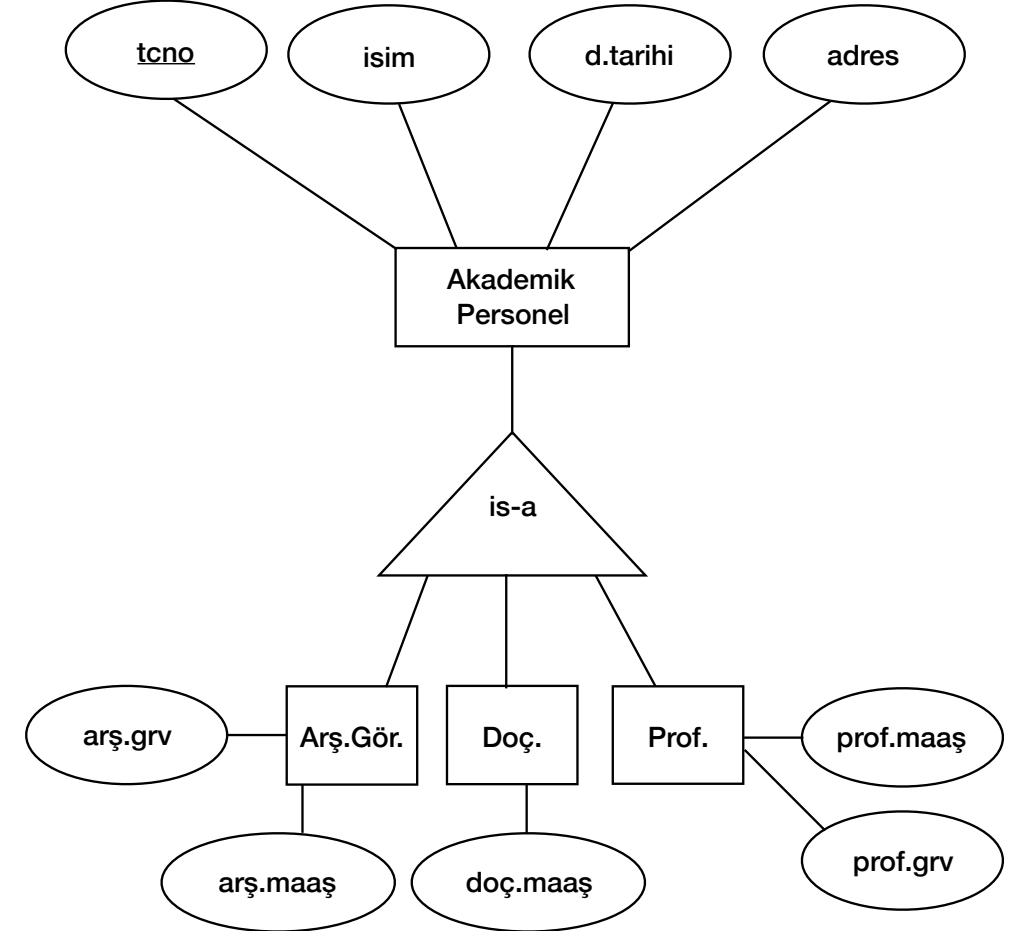 tcno
isim
d.tarihi
adres
Akademik
Personel
is-a
arş.grv
Arş.Gör.
Doç.
Prof.
prof.maaş
arş.maaş
doç.maaş
prof.grv